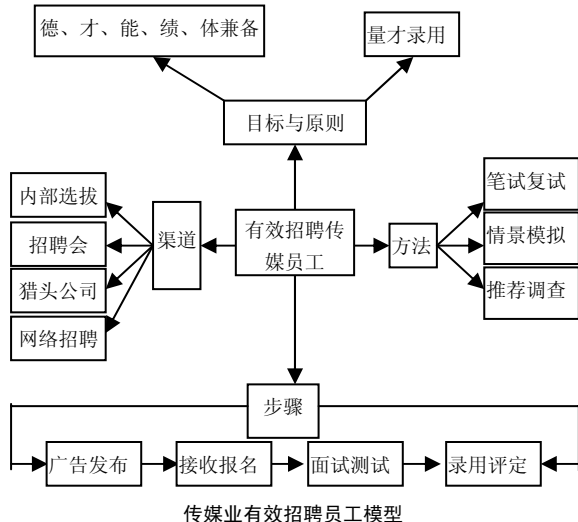 德、才、能、绩、体兼备
量才录用
目标与原则
内部选拔
招聘会
猎头公司
网络招聘
渠道
有效招聘传
媒员工
方法
笔试复试
情景模拟
推荐调查
步骤
广告发布
接收报名
面试测试
录用评定
传媒业有效招聘员工模型